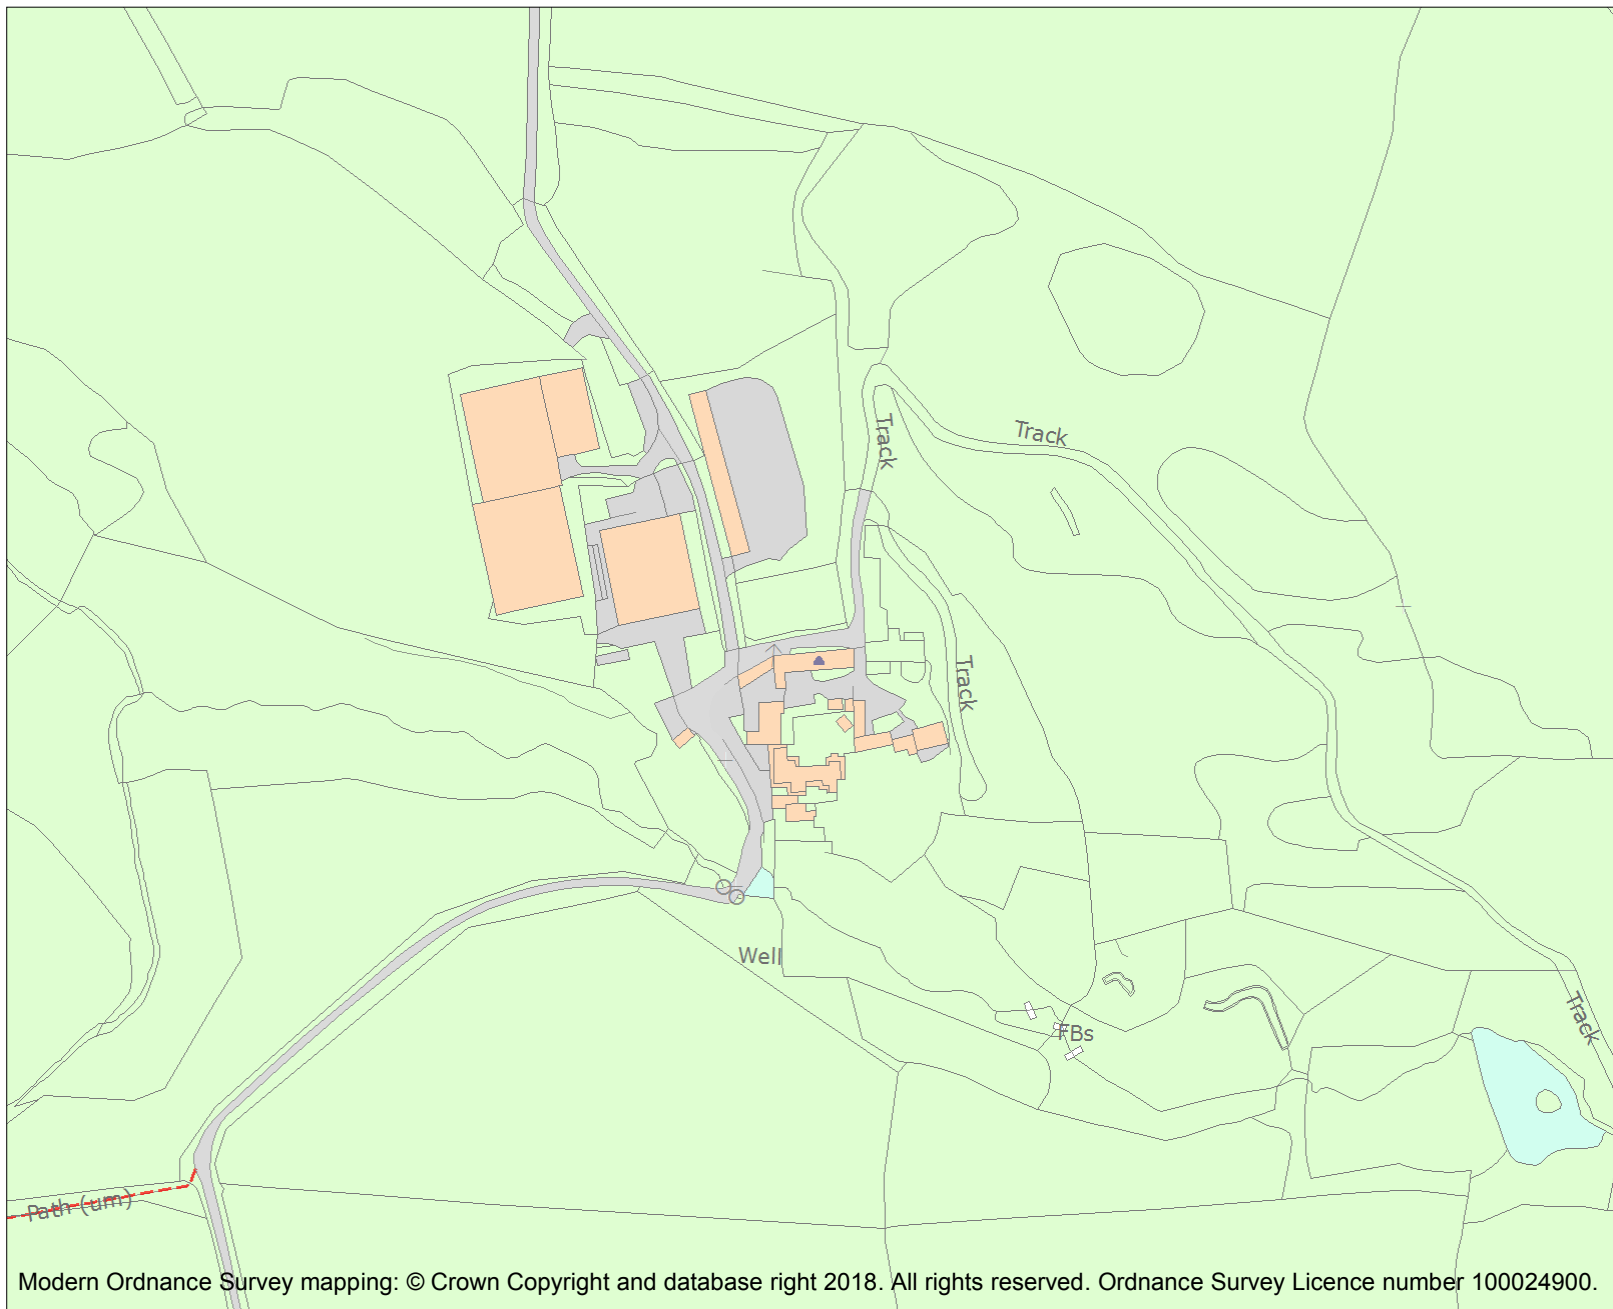 Track
Track
Track
Well
Track
FBs
Path (um)
Modern Ordnance Survey mapping: © Crown Copyright and database right 2018. All rights reserved. Ordnance Survey Licence number 100024900.